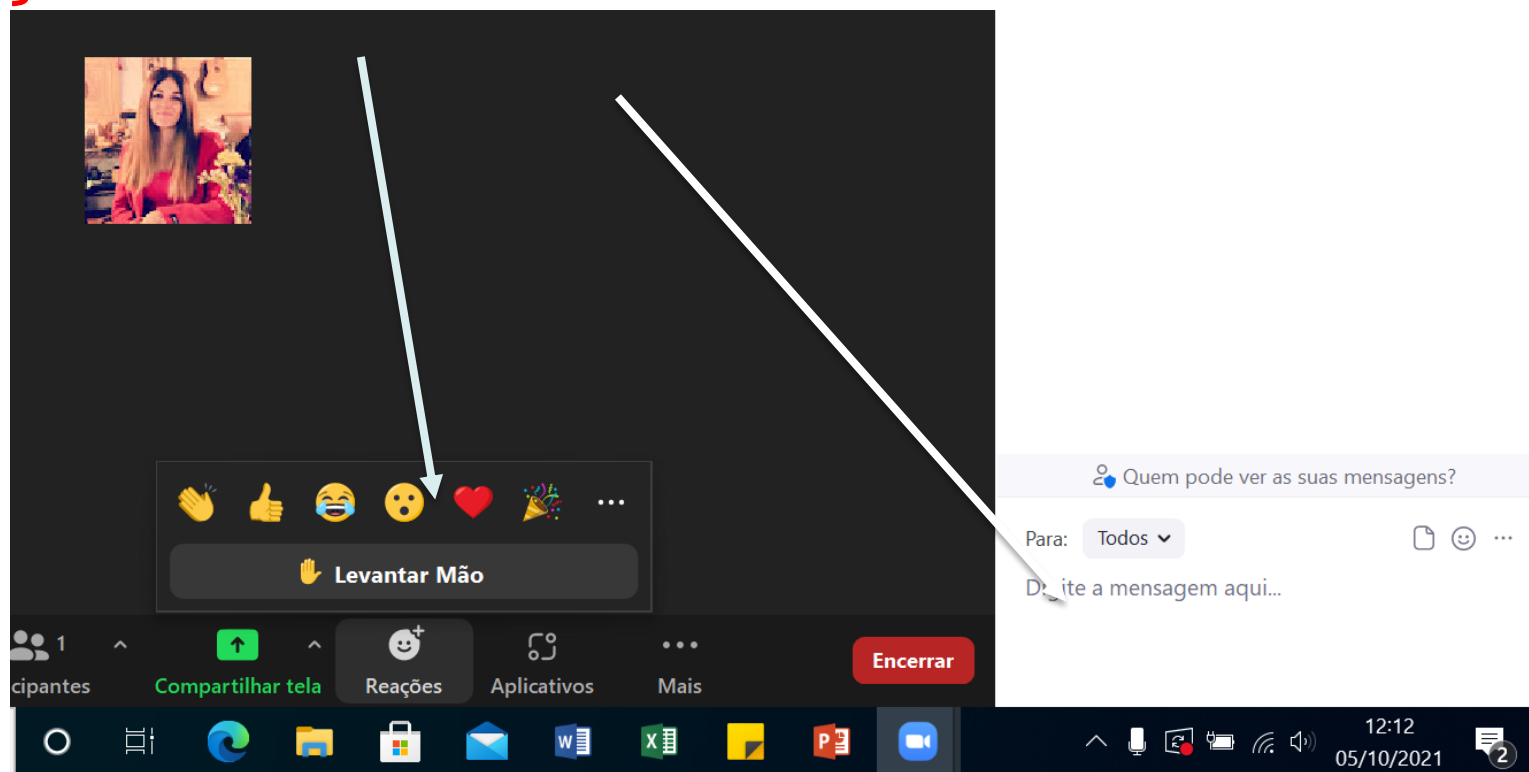 Quem pode ver as suas mensagens?
Para: Todos
Digite a mensagem aqui...
Levantar Mão
1
cipantes
Compartilhar tela
Reações
Aplicativos
Mais
Encerrar
12:12
05/10/2021
2